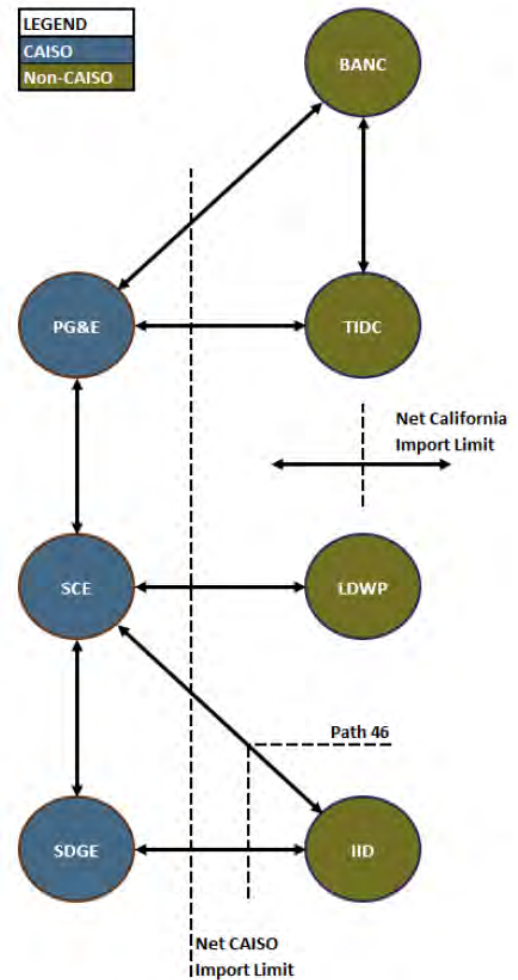 LEGEND
CAISO
Non-CAISO
BANC
PG&E
TIDC
Net California
Import Limit
SCE
LDWP
Path 46
SDGE
IID
Net CAISO
Import Limit